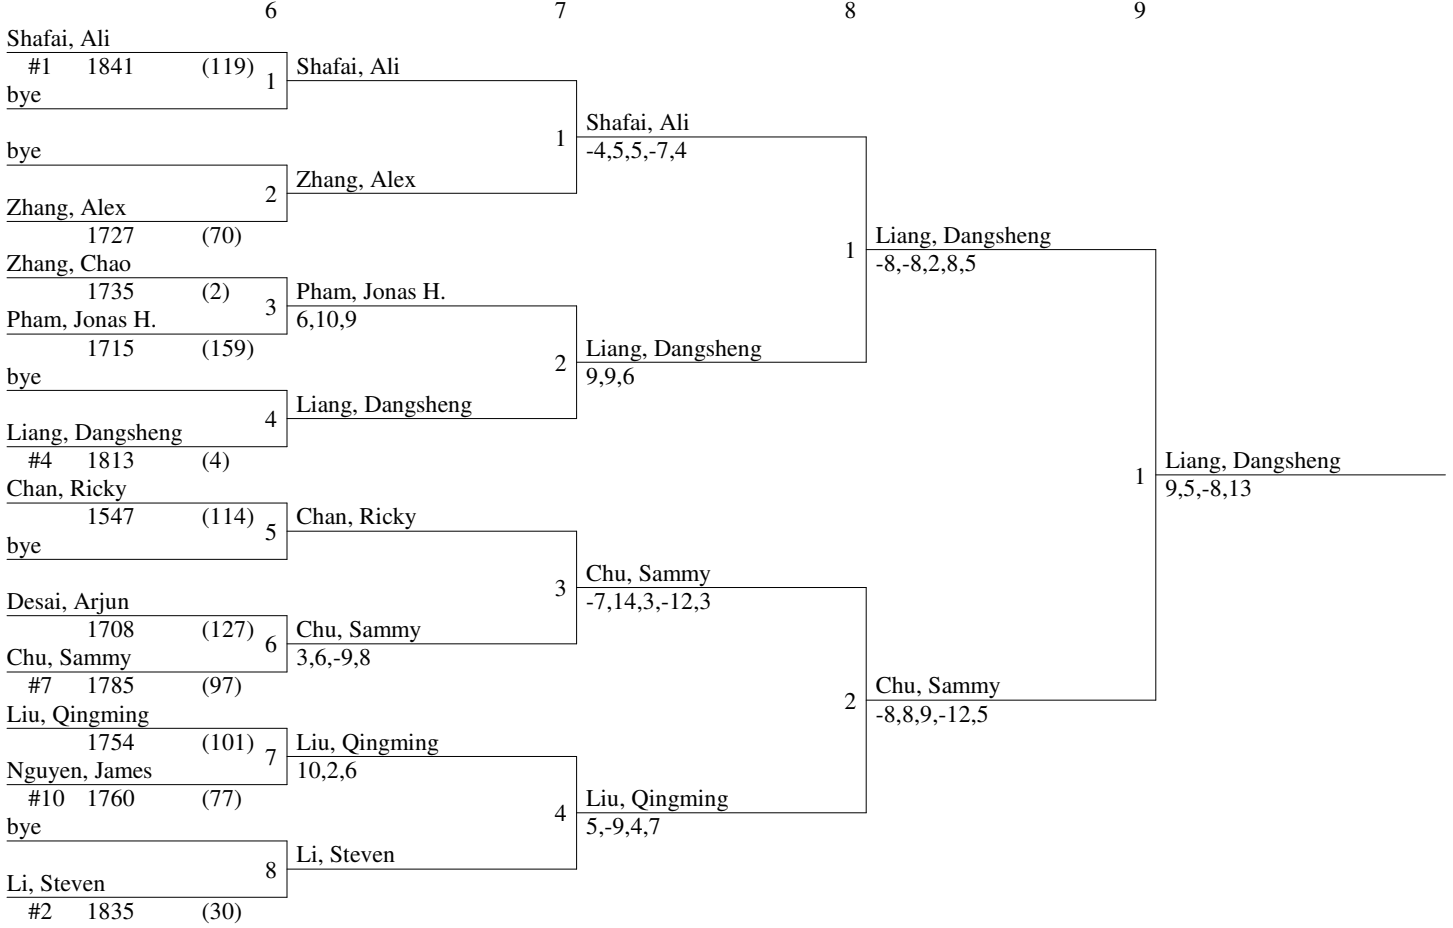 6 7 8 9
Shafai, Ali
#1 1841 (119) 1 Shafai, Ali
bye
1 Shafai, Ali
bye -4,5,5,-7,4
2 Zhang, Alex
Zhang, Alex
1727 (70) 1 Liang, Dangsheng
Zhang, Chao -8,-8,2,8,5
1735 (2) 3 Pham, Jonas H.
Pham, Jonas H. 6,10,9
1715 (159) 2 Liang, Dangsheng
bye 9,9,6
4 Liang, Dangsheng
Liang, Dangsheng
#4 1813 (4) 1 Liang, Dangsheng
Chan, Ricky 9,5,-8,13
1547 (114) 5 Chan, Ricky
bye
3 Chu, Sammy
Desai, Arjun -7,14,3,-12,3
1708 (127) 6 Chu, Sammy
Chu, Sammy 3,6,-9,8
#7 1785 (97) 2 Chu, Sammy
Liu, Qingming -8,8,9,-12,5
1754 (101) 7 Liu, Qingming
Nguyen, James 10,2,6
#10 1760 (77) 4 Liu, Qingming
bye 5,-9,4,7
8 Li, Steven
Li, Steven
#2 1835 (30)